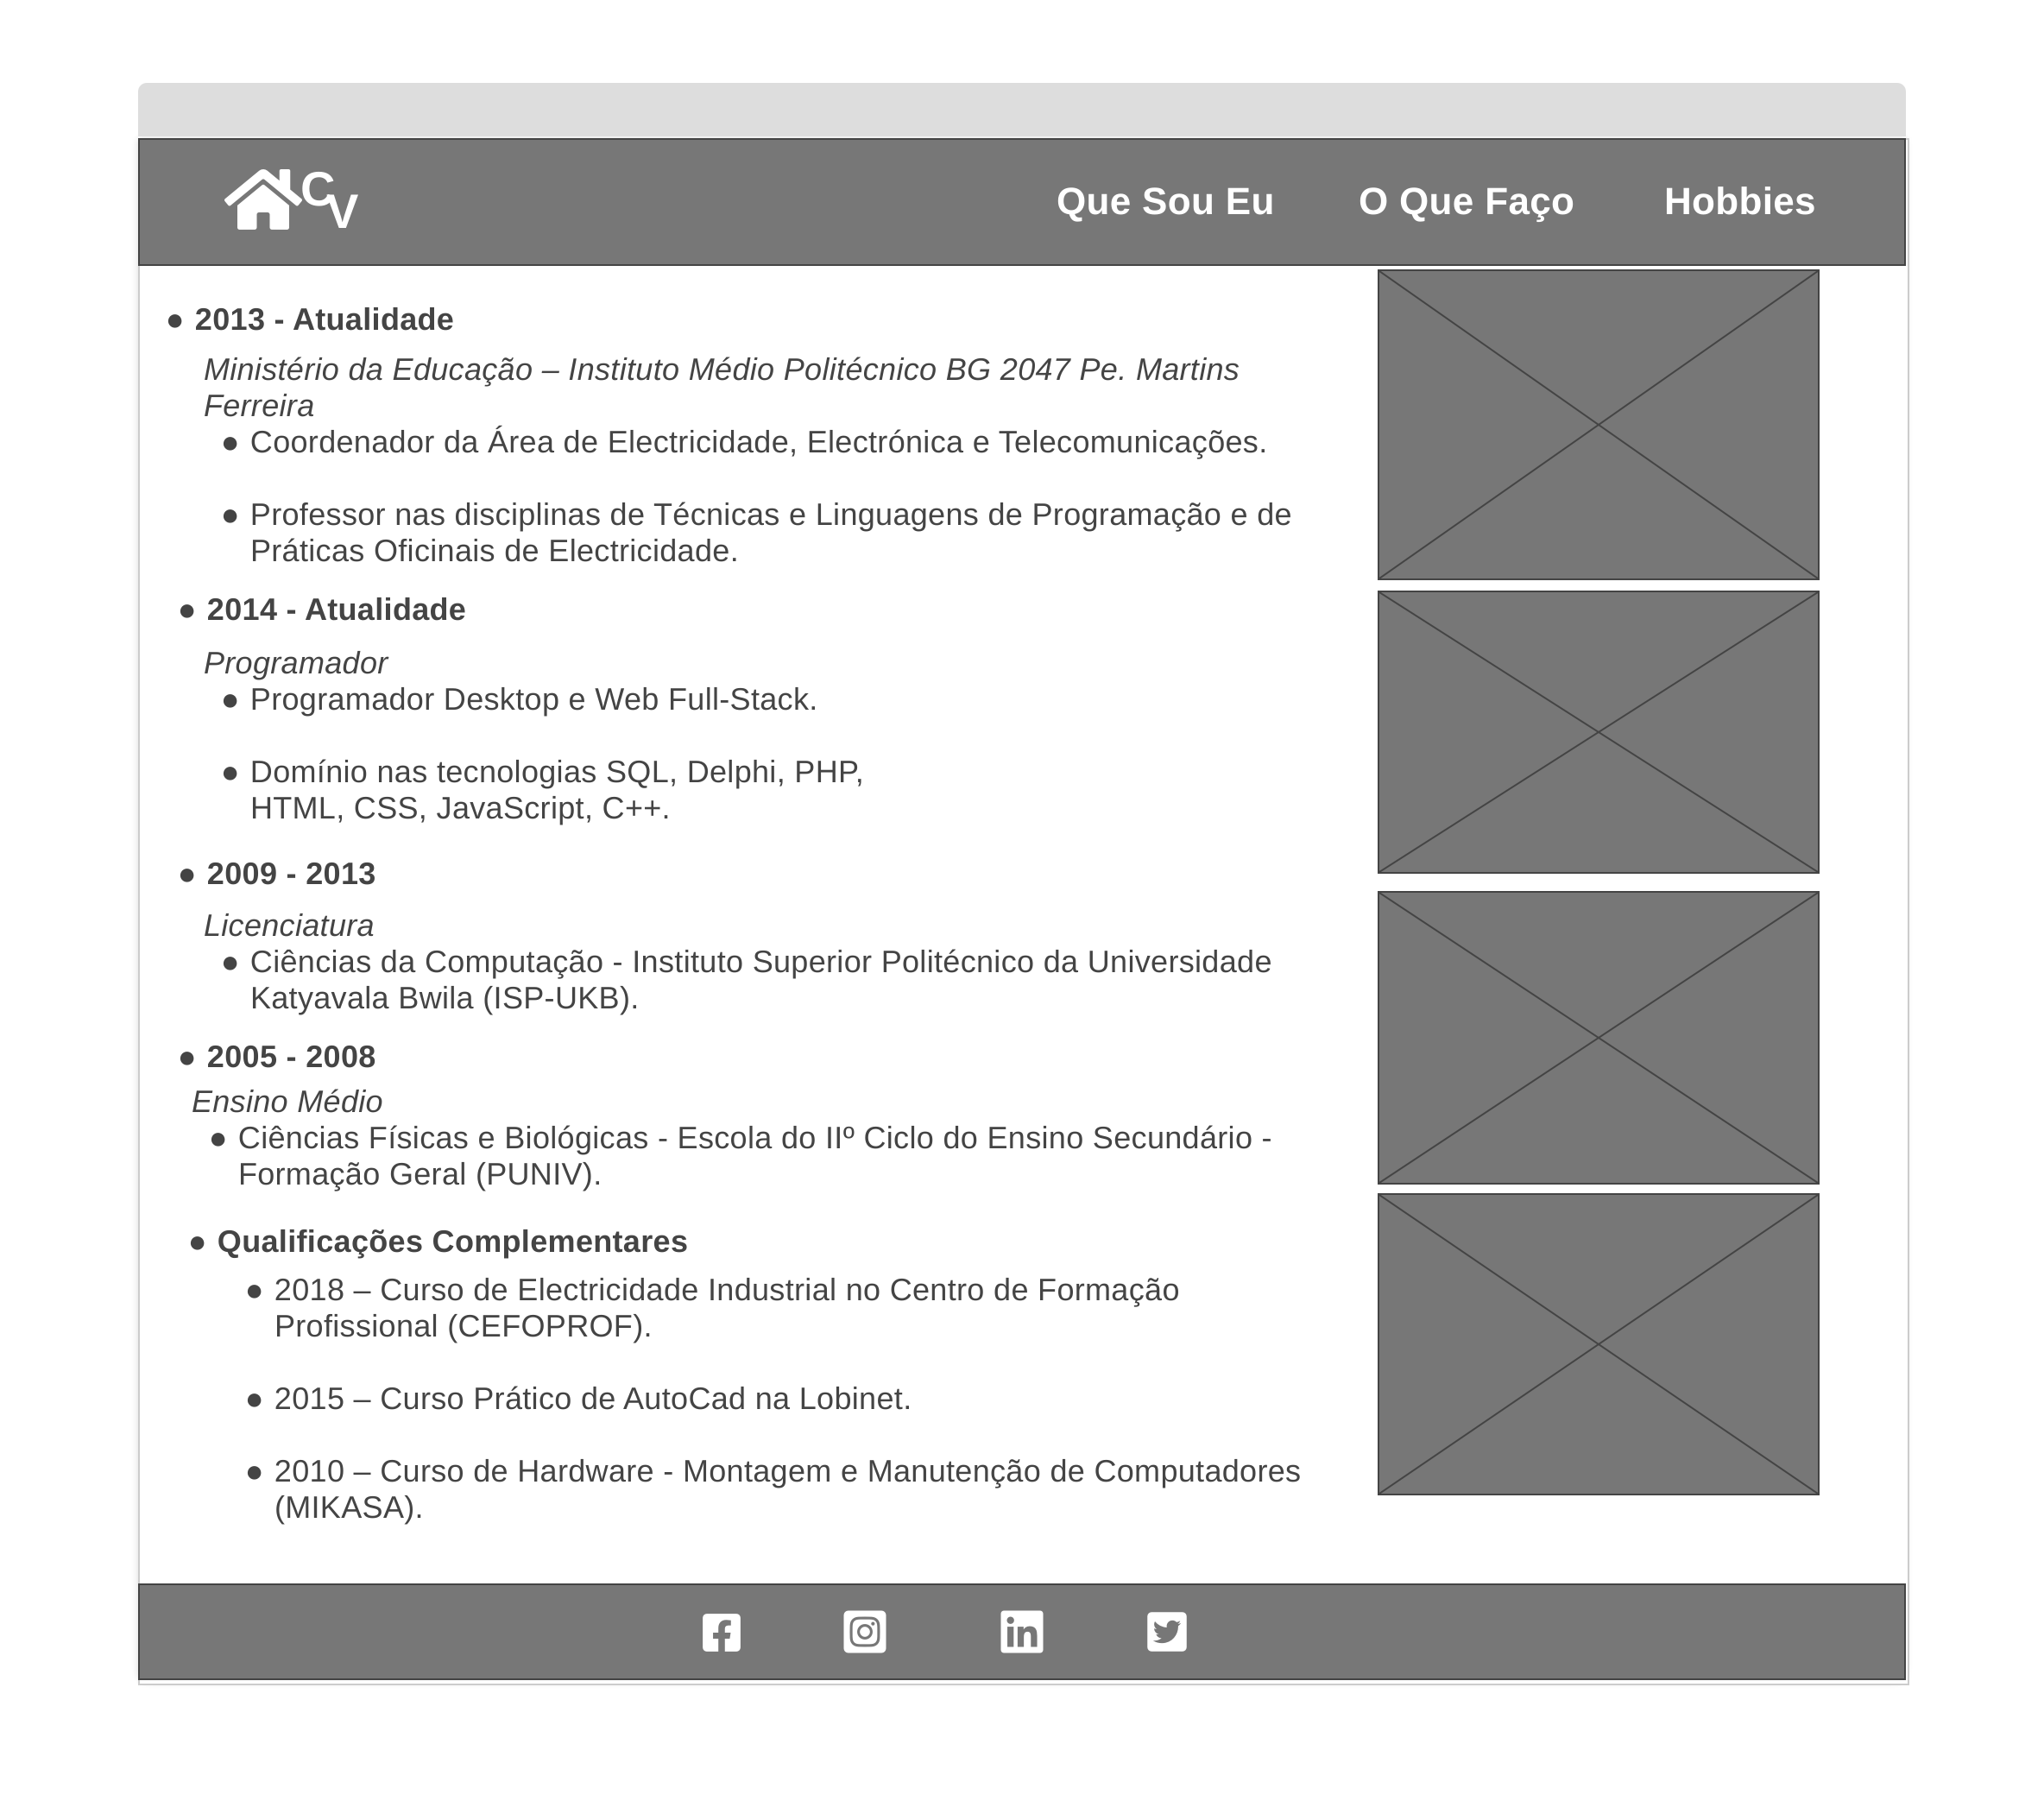 CV
Que Sou Eu
O Que Faço
Hobbies
● 2013 - Atualidade
Ministério da Educação – Instituto Médio Politécnico BG 2047 Pe. Martins
Ferreira
● Coordenador da Área de Electricidade, Electrónica e Telecomunicações.
● Professor nas disciplinas de Técnicas e Linguagens de Programação e de
Práticas Oficinais de Electricidade.
● 2014 - Atualidade
Programador
● Programador Desktop e Web Full-Stack.
● Domínio nas tecnologias SQL, Delphi, PHP,
HTML, CSS, JavaScript, C++.
● 2009 - 2013
Licenciatura
● Ciências da Computação - Instituto Superior Politécnico da Universidade
Katyavala Bwila (ISP-UKB).
● 2005 - 2008
Ensino Médio
● Ciências Físicas e Biológicas - Escola do IIº Ciclo do Ensino Secundário -
Formação Geral (PUNIV).
● Qualificações Complementares
● 2018 – Curso de Electricidade Industrial no Centro de Formação
Profissional (CEFOPROF).
● 2015 – Curso Prático de AutoCad na Lobinet.
● 2010 – Curso de Hardware - Montagem e Manutenção de Computadores
(MIKASA).